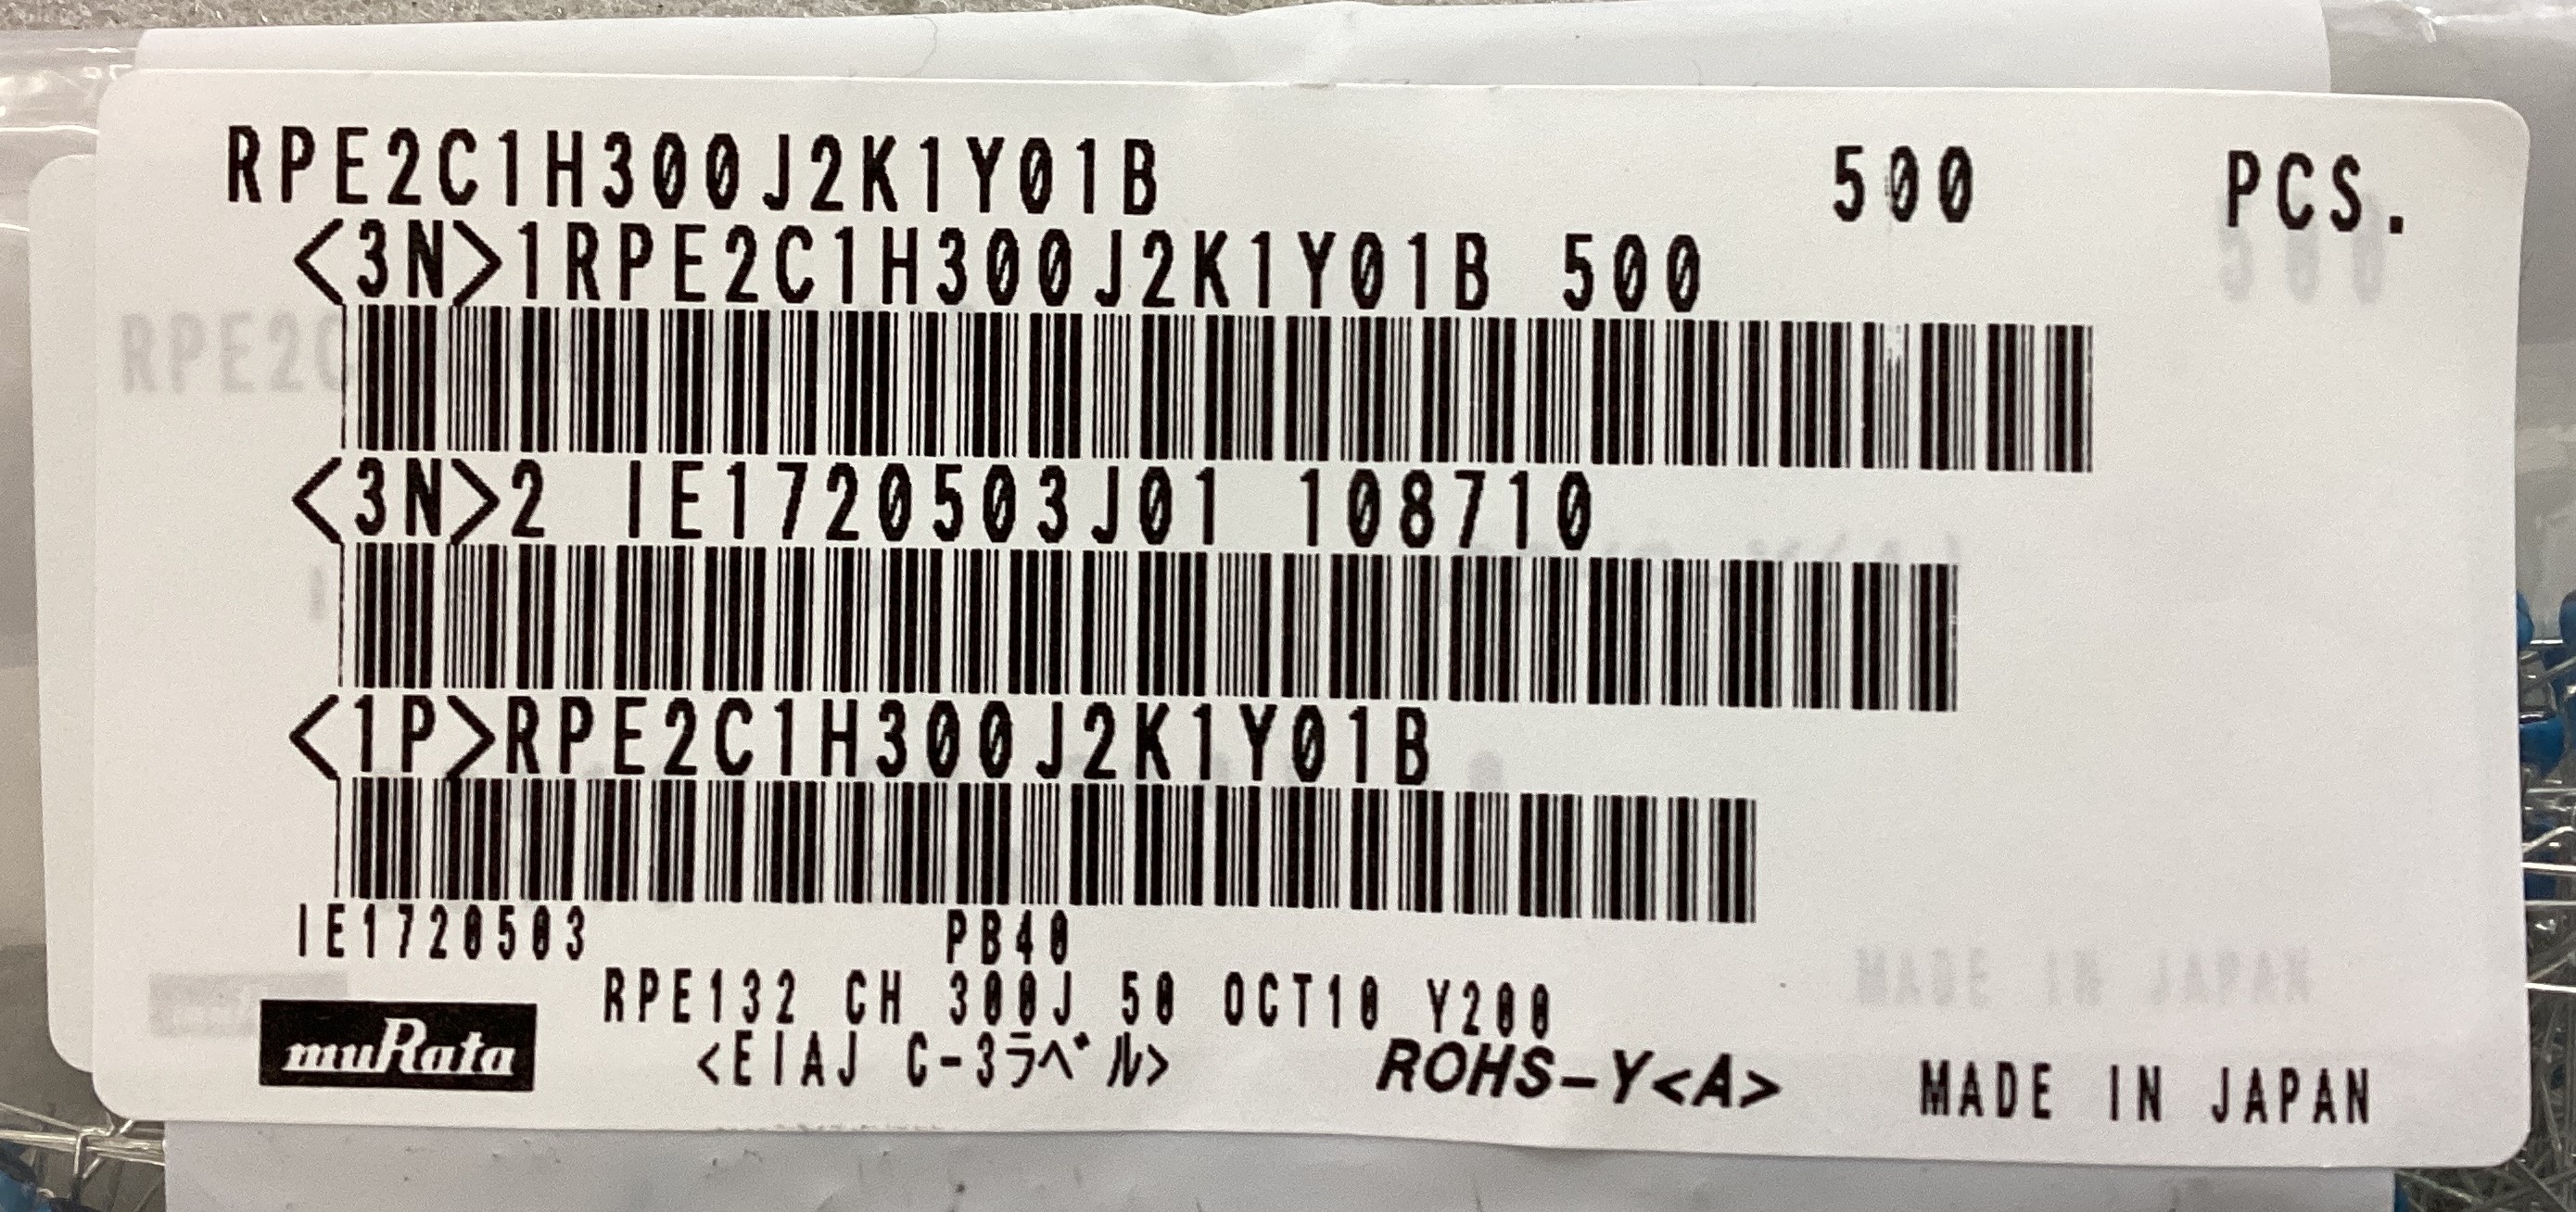 RPE2C1H300J2K1Y01B 500 PCS.
<3N>1RPE2C1H300J2K1Y01B 500
<3N>2 IE1720503J01 108710
<1P>RPE2C1H300J2K1Y01B
IE1720503 PB40
RPE132 CH 300J 50 OCT10 Y200
muRata <EIAJ C-3ラベル> ROHS-Y<A> MADE IN JAPAN